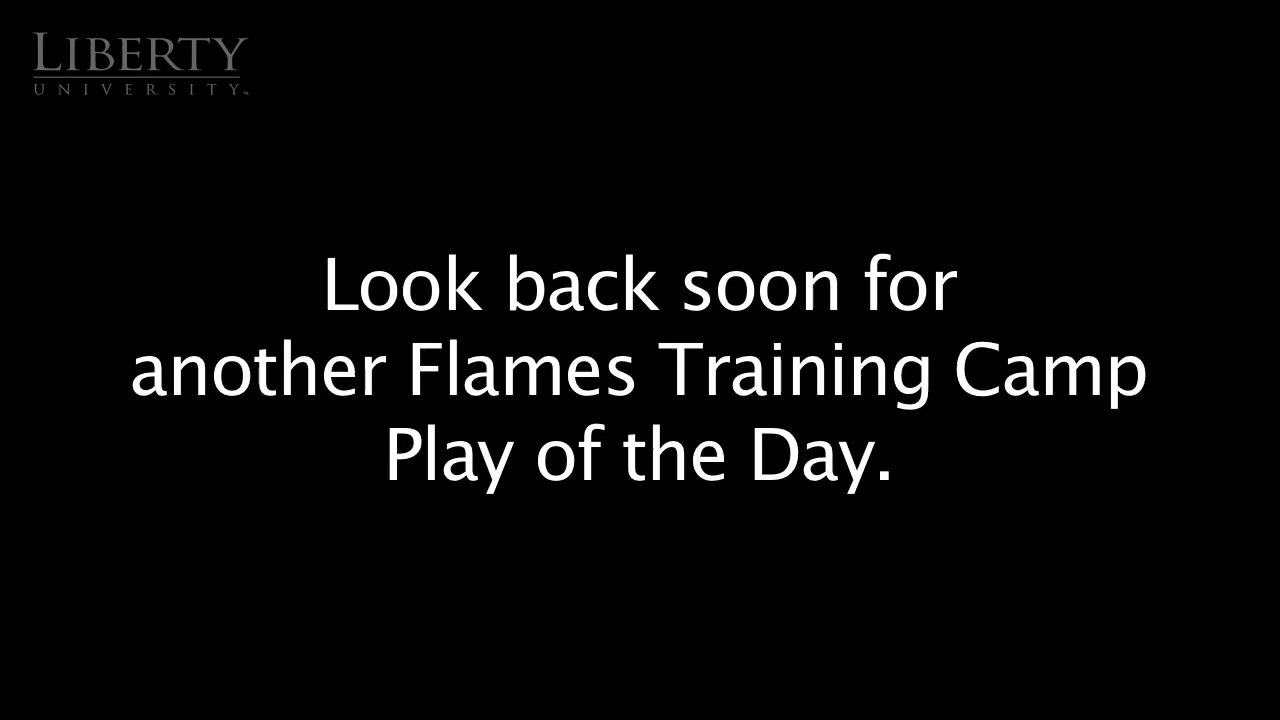 LIBERTY
UNIVERSITY
Look back soon for
another Flames Training Camp
Play of the Day.